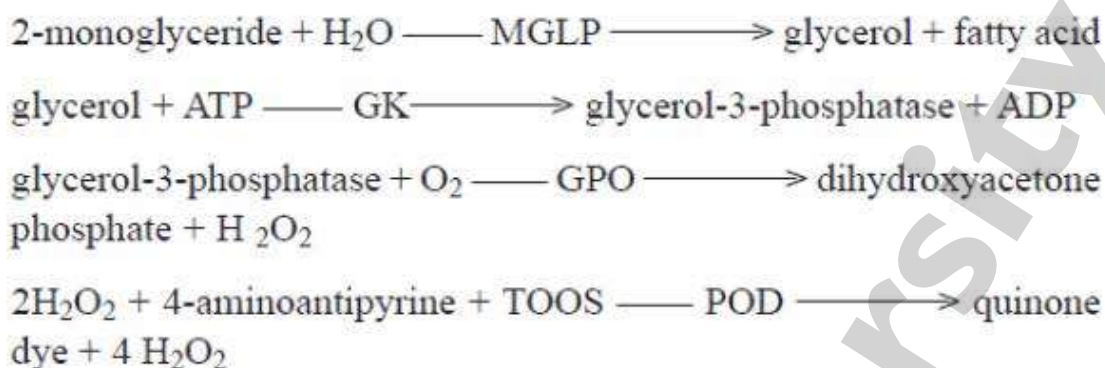 2-monoglyceride + H₂O —— MGLP ————> glycerol + fatty acid
glycerol + ATP —— GK————> glycerol-3-phosphatase + ADP
glycerol-3-phosphatase + O₂ —— GPO ————> dihydroxyacetone
phosphate + H ₂O₂
2H₂O₂ + 4-aminoantipyrine + TOOS —— POD ————> quinone
dye + 4 H₂O₂
rsity